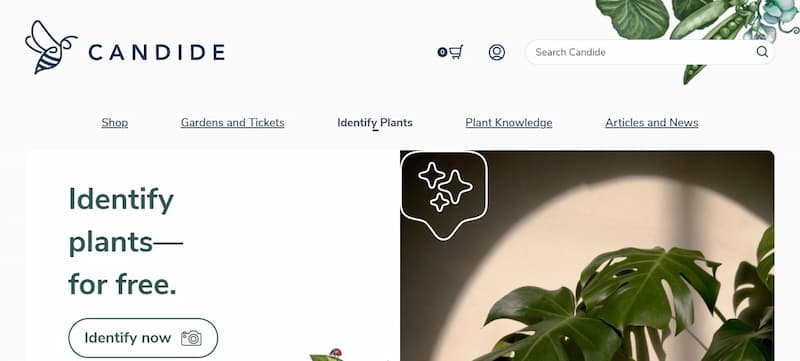 CANDIDE
0
Search Candide
Shop
Gardens and Tickets
Identify Plants
Plant Knowledge
Articles and News
Identify
plants—
for free.
Identify now